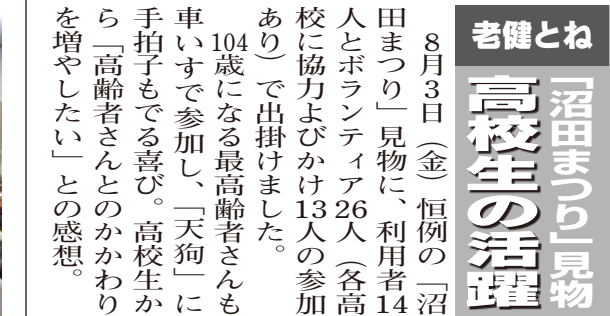 老健とね
「沼田まつり」見物
高校生の活躍
8月3日（金）恒例の「沼
田まつり」見物に、利用者14
人とボランティア26人（各高
校に協力よびかけ13人の参加
あり）で出掛けました。
104歳になる最高齢者さんも
車いすで参加し、「天狗」に
手拍子もでる喜び。高校生か
ら「高齢者さんとのかかわり
を増やしたい」との感想。